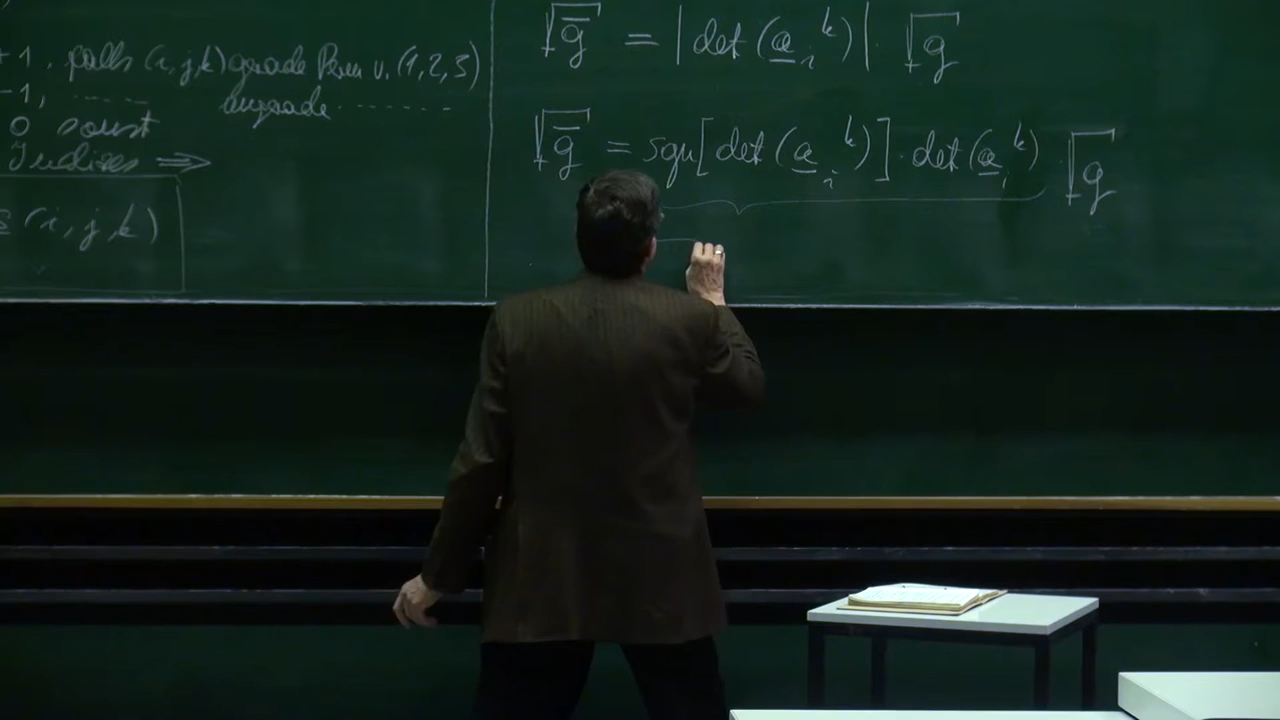 +1, falls (i,j,k) gerade Perm v. (1,2,3)
-1, ------ ungerade ---------
0 sonst
Indizes ⇒
ε(i,j,k)
√g̅ = |det(a̲ᵢᵏ)|·√g
√g̅ = sgn[det(a̲ᵢᵏ)]·det(a̲ᵢᵏ)·√g